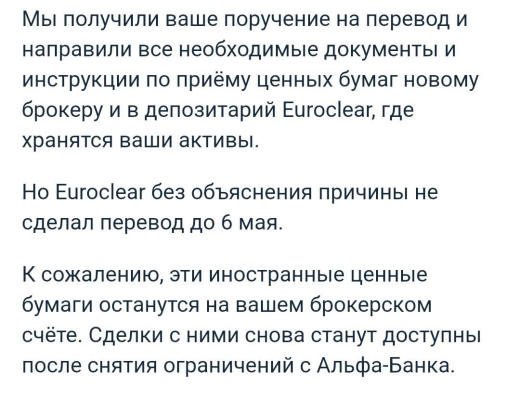 Мы получили ваше поручение на перевод и
направили все необходимые документы и
инструкции по приёму ценных бумаг новому
брокеру и в депозитарий Euroclear, где
хранятся ваши активы.
Но Euroclear без объяснения причины не
сделал перевод до 6 мая.
К сожалению, эти иностранные ценные
бумаги останутся на вашем брокерском
счёте. Сделки с ними снова станут доступны
после снятия ограничений с Альфа-Банка.